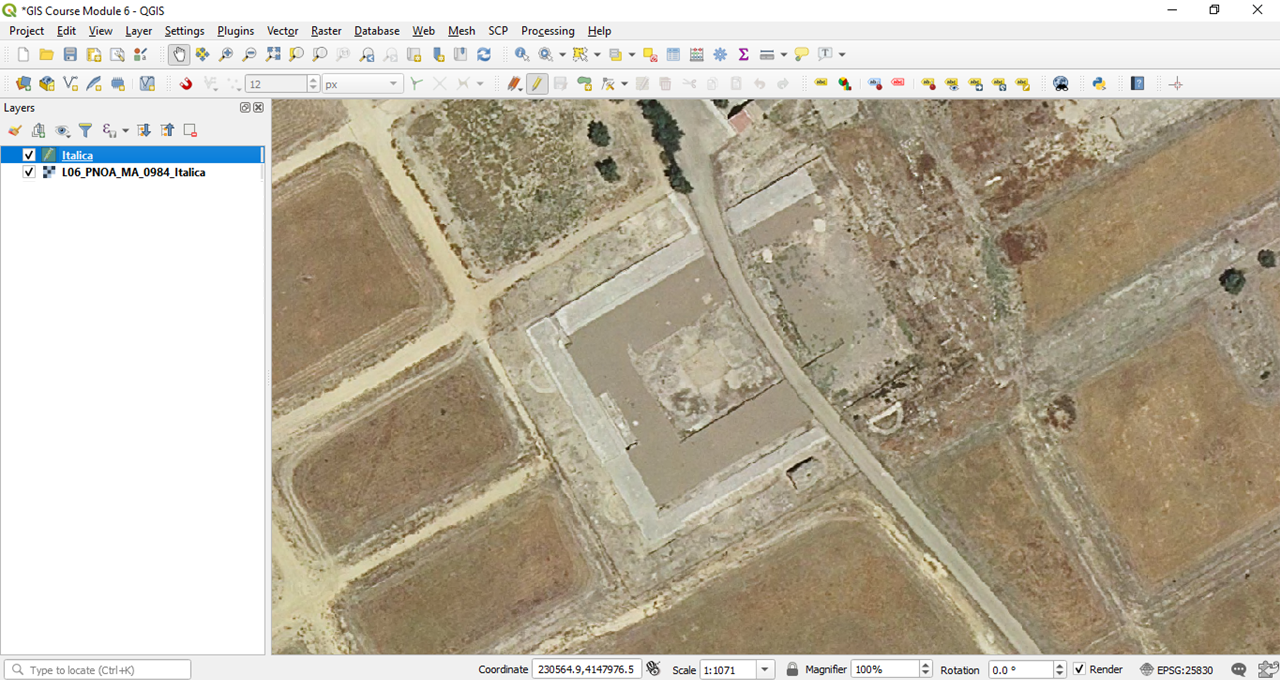 *GIS Course Module 6 - QGIS
Project Edit View Layer Settings Plugins Vector Raster Database Web Mesh SCP Processing Help
12 px
Layers
Italica
L06_PNOA_MA_0984_Italica
Type to locate (Ctrl+K) Coordinate 230564.9,4147976.5 Scale 1:1071 Magnifier 100% Rotation 0.0 ° Render EPSG:25830